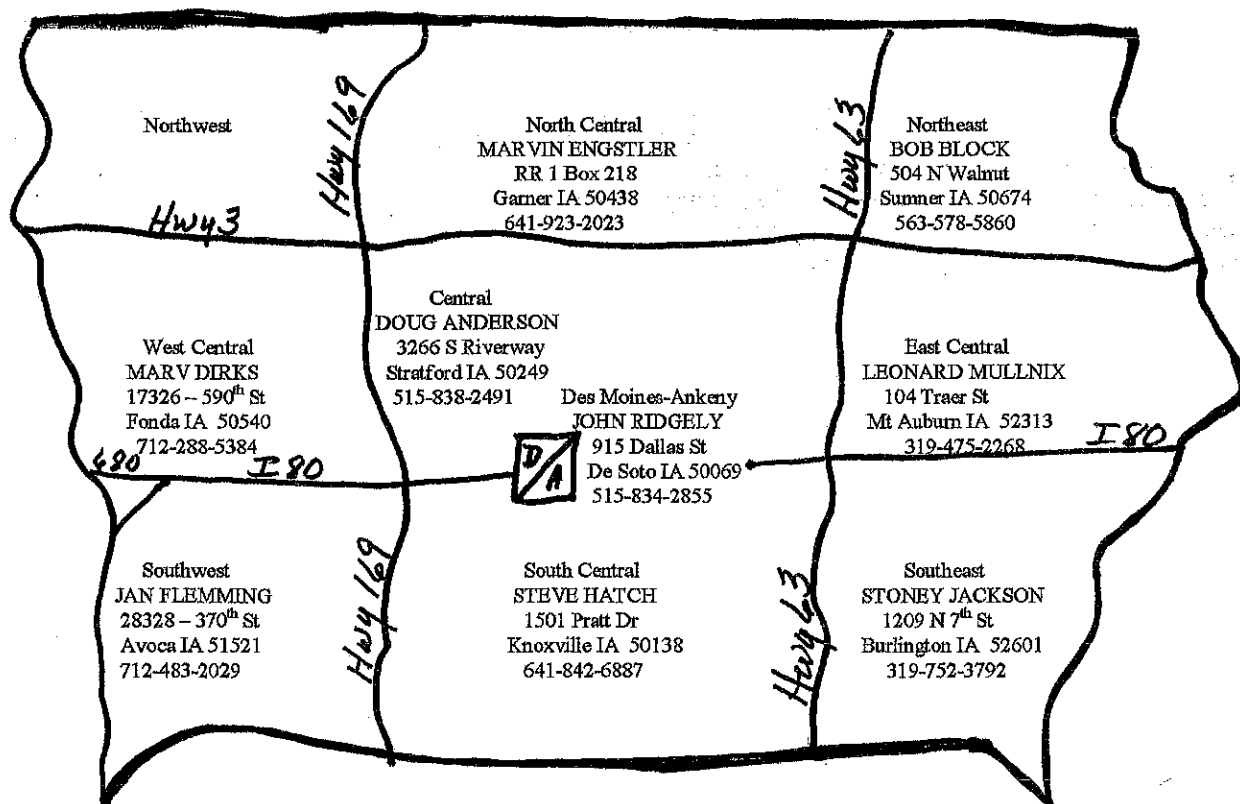 Northwest
Hwy 169
North Central
MARVIN ENGSTLER
RR 1 Box 218
Garner IA 50438
641-923-2023
Hwy 63
Northeast
BOB BLOCK
504 N Walnut
Sumner IA 50674
563-578-5860
Hwy 3
West Central
MARV DIRKS
17326 – 590th St
Fonda IA 50540
712-288-5384
Central
DOUG ANDERSON
3266 S Riverway
Stratford IA 50249
515-838-2491
Des Moines-Ankeny
JOHN RIDGELY
915 Dallas St
De Soto IA 50069
515-834-2855
D/A
East Central
LEONARD MULLNIX
104 Traer St
Mt Auburn IA 52313
319-475-2268
I 80
680
I 80
Southwest
JAN FLEMMING
28328 – 370th St
Avoca IA 51521
712-483-2029
Hwy 169
South Central
STEVE HATCH
1501 Pratt Dr
Knoxville IA 50138
641-842-6887
Hwy 63
Southeast
STONEY JACKSON
1209 N 7th St
Burlington IA 52601
319-752-3792